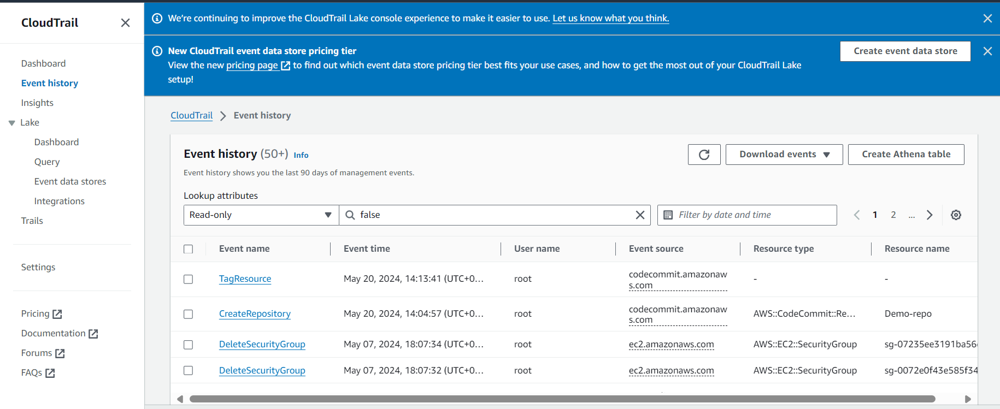 CloudTrail
Dashboard
Event history
Insights
Lake
Dashboard
Query
Event data stores
Integrations
Trails
Settings
Pricing
Documentation
Forums
FAQs
We're continuing to improve the CloudTrail Lake console experience to make it easier to use. Let us know what you think.
New CloudTrail event data store pricing tier
View the new pricing page to find out which event data store pricing tier best fits your use cases, and how to get the most out of your CloudTrail Lake
setup!
Create event data store
CloudTrail > Event history
Event history (50+) Info
Event history shows you the last 90 days of management events.
Download events
Create Athena table
Lookup attributes
Read-only
false
Filter by date and time
1 2 ...
Event name Event time User name Event source Resource type Resource name
TagResource May 20, 2024, 14:13:41 (UTC+0... root codecommit.amazonaw
s.com - -
CreateRepository May 20, 2024, 14:04:57 (UTC+0... root codecommit.amazonaw
s.com AWS::CodeCommit::Re... Demo-repo
DeleteSecurityGroup May 07, 2024, 18:07:34 (UTC+0... root ec2.amazonaws.com AWS::EC2::SecurityGroup sg-07235ee3191ba56
DeleteSecurityGroup May 07, 2024, 18:07:32 (UTC+0... root ec2.amazonaws.com AWS::EC2::SecurityGroup sg-0072e0f43e585f34